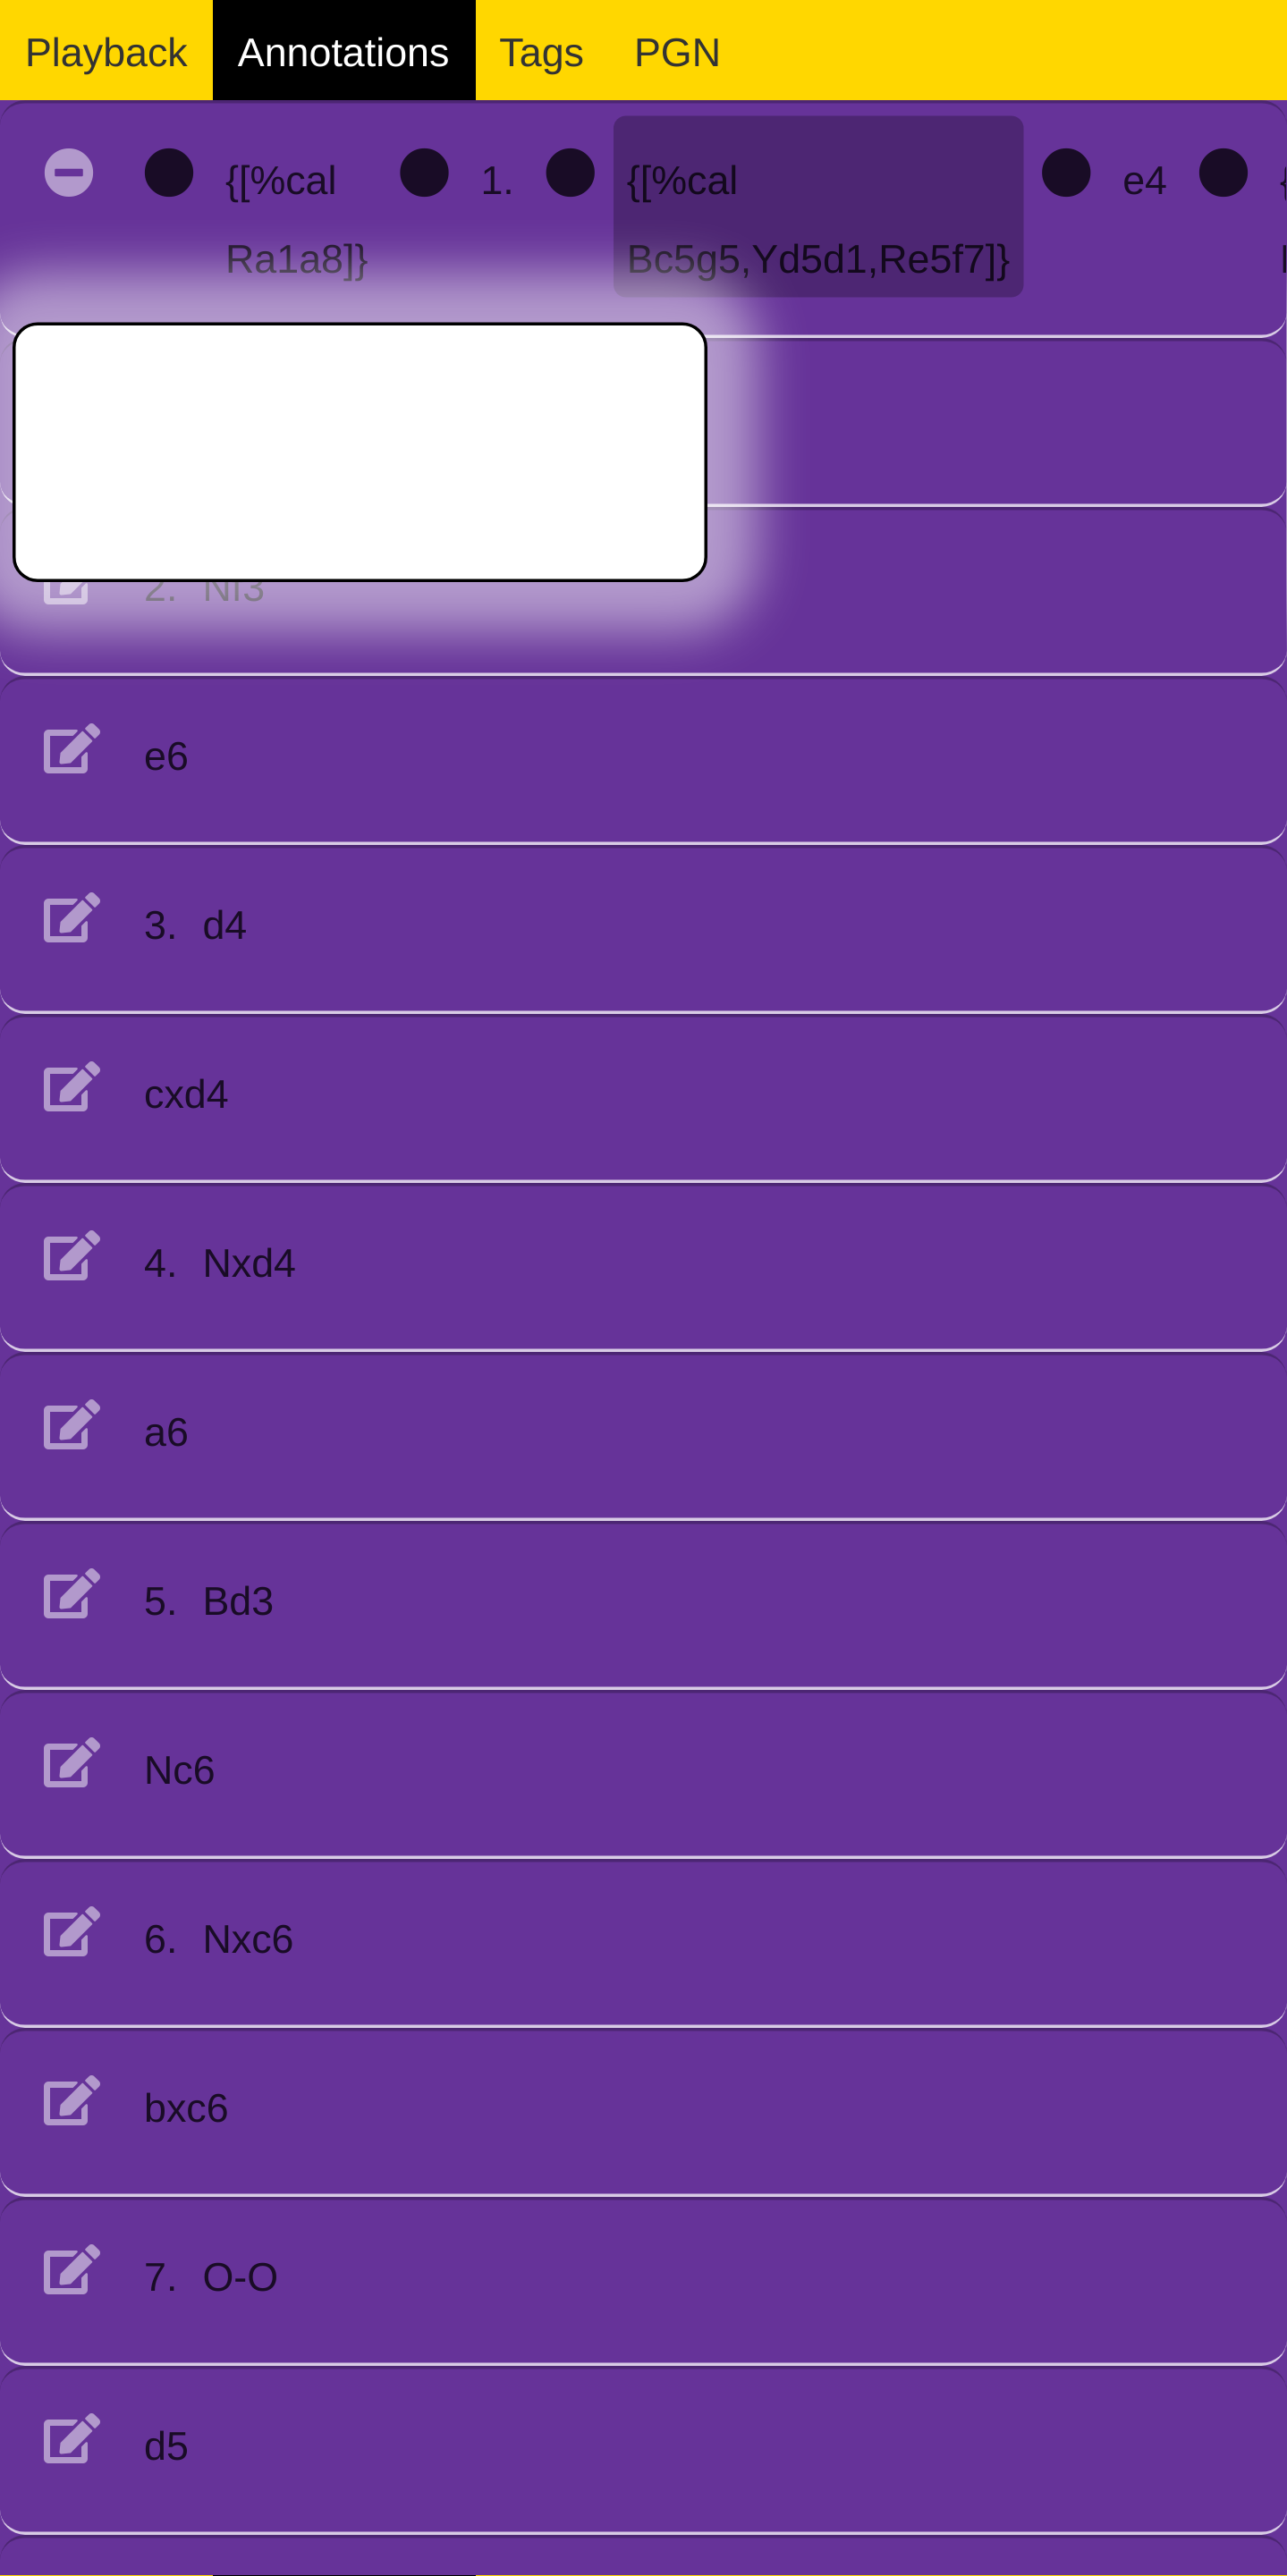 Playback Annotations Tags PGN
{[%cal 1. {[%cal e4
Ra1a8]} Bc5g5,Yd5d1,Re5f7]}
2. Nf3
e6
3. d4
cxd4
4. Nxd4
a6
5. Bd3
Nc6
6. Nxc6
bxc6
7. O-O
d5